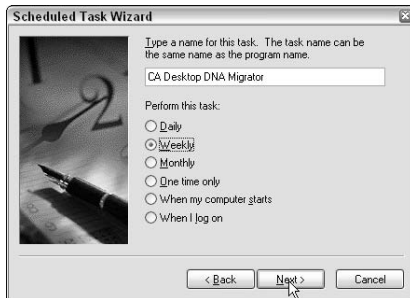 Scheduled Task Wizard
Type a name for this task. The task name can be
the same name as the program name.
CA Desktop DNA Migrator
Perform this task:
Daily
Weekly
Monthly
One time only
When my computer starts
When I log on
< Back
Next >
Cancel